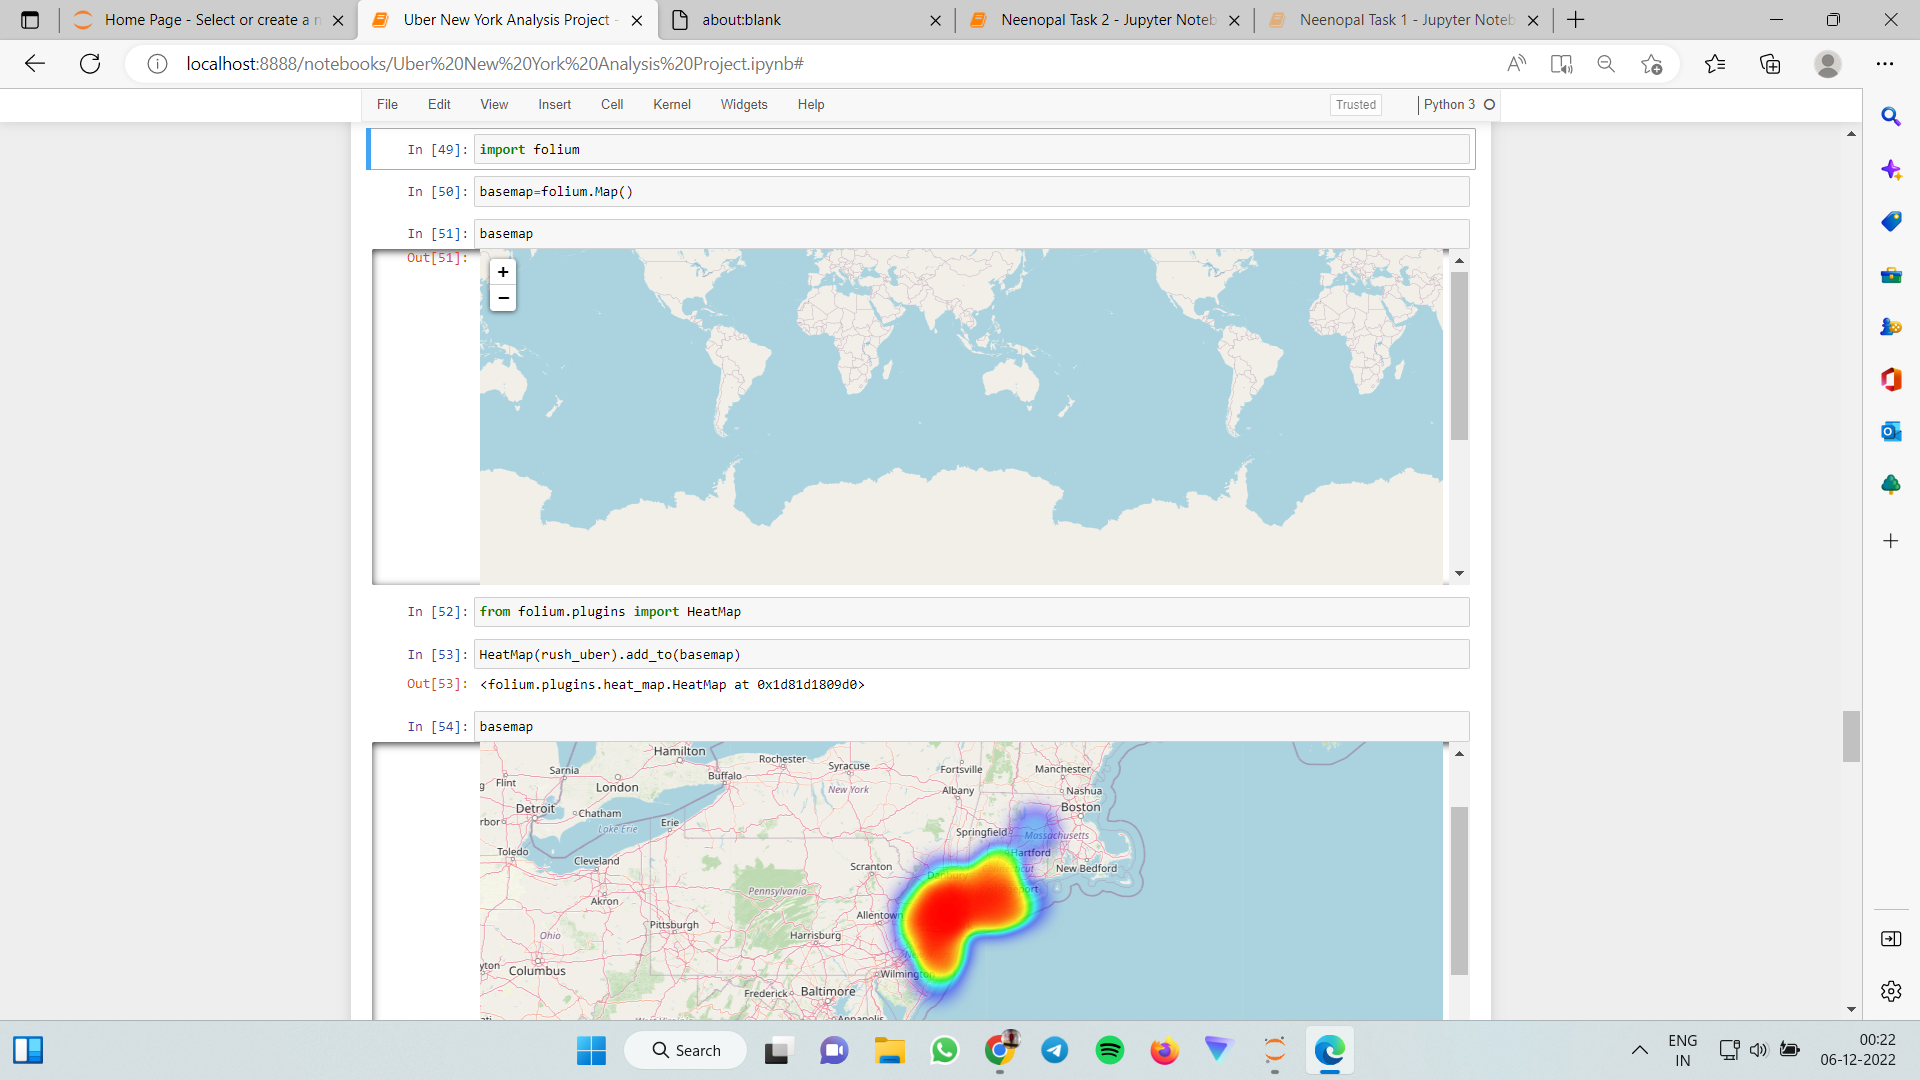 Home Page - Select or create a n
Uber New York Analysis Project -
about:blank
Neenopal Task 2 - Jupyter Noteb
Neenopal Task 1 - Jupyter Noteb
localhost:8888/notebooks/Uber%20New%20York%20Analysis%20Project.ipynb#
File Edit View Insert Cell Kernel Widgets Help
Trusted
Python 3
In [49]: import folium
In [50]: basemap=folium.Map()
In [51]: basemap
Out[51]:
+
−
In [52]: from folium.plugins import HeatMap
In [53]: HeatMap(rush_uber).add_to(basemap)
Out[53]: <folium.plugins.heat_map.HeatMap at 0x1d81d1809d0>
In [54]: basemap
Hamilton
Rochester
Syracuse
Sarnia
Buffalo
Fortsville
Manchester
Flint
London
New York
Albany
Nashua
Detroit
Chatham
Boston
rbor
Lake Erie
Erie
Springfield
Massachusetts
Toledo
Cleveland
Hartford
Scranton
Danbury
New Bedford
Akron
Pennsylvania
Allentown
Pittsburgh
Harrisburg
Ohio
Columbus
yton
Wilmington
Frederick
Baltimore
Annapolis
Search
ENG
IN
00:22
06-12-2022